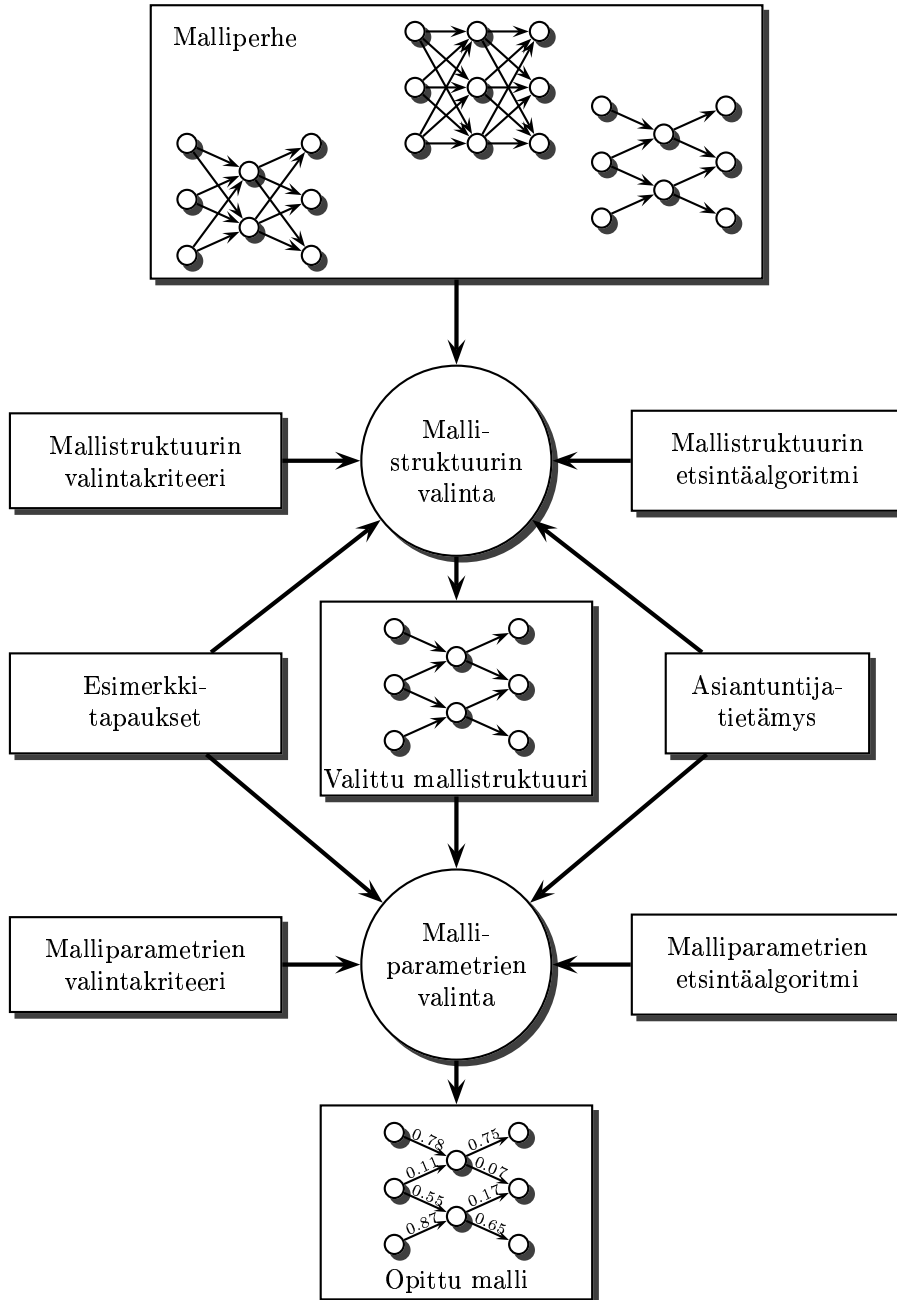 Malliperhe
Mallistruktuurin
valintakriteeri
Malli-
struktuurin
valinta
Mallistruktuurin
etsintäalgoritmi
Esimerkki-
tapaukset
Valittu mallistruktuuri
Asiantuntija-
tietämys
Malliparametrien
valintakriteeri
Malli-
parametrien
valinta
Malliparametrien
etsintäalgoritmi
0.78
0.75
0.11
0.07
0.55
0.17
0.87
0.65
Opittu malli